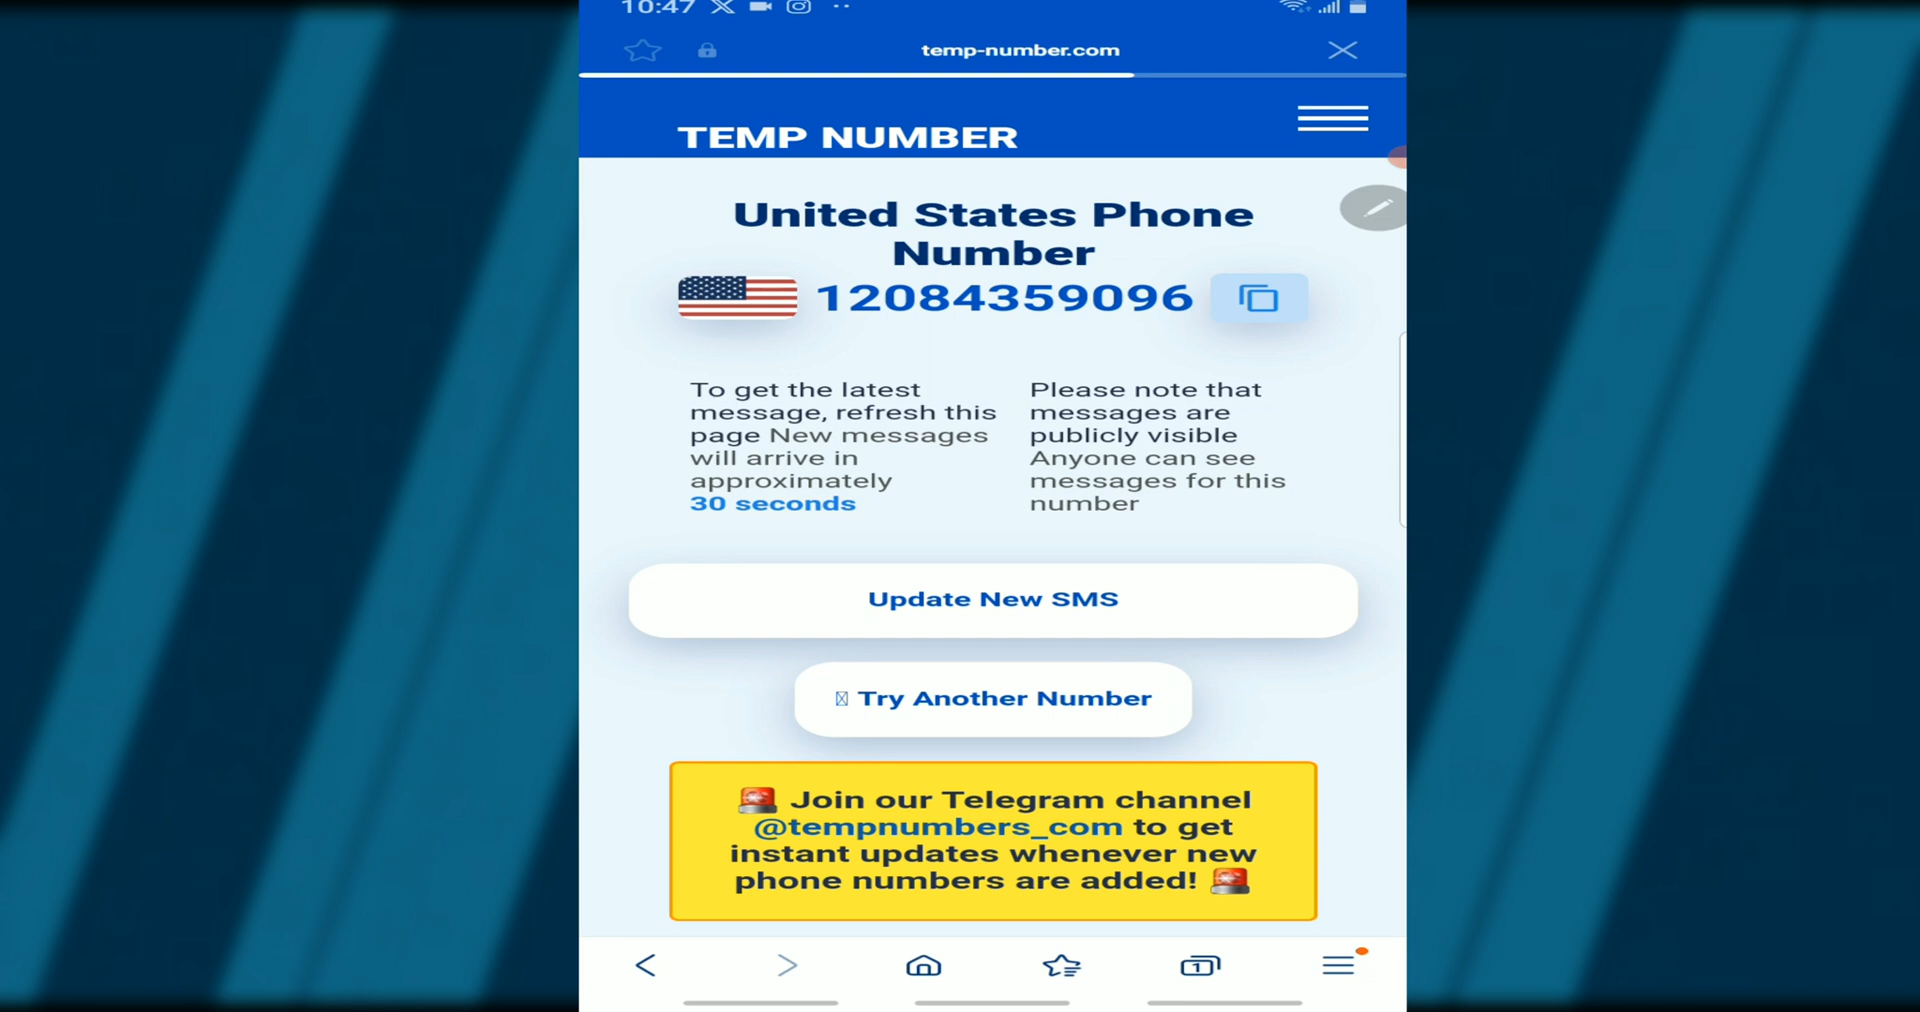 10:47
temp-number.com
TEMP NUMBER
United States Phone
Number
12084359096
To get the latest
message, refresh this
page New messages
will arrive in
approximately
30 seconds
Please note that
messages are
publicly visible
Anyone can see
messages for this
number
Update New SMS
Try Another Number
Join our Telegram channel
@tempnumbers_com to get
instant updates whenever new
phone numbers are added!
1